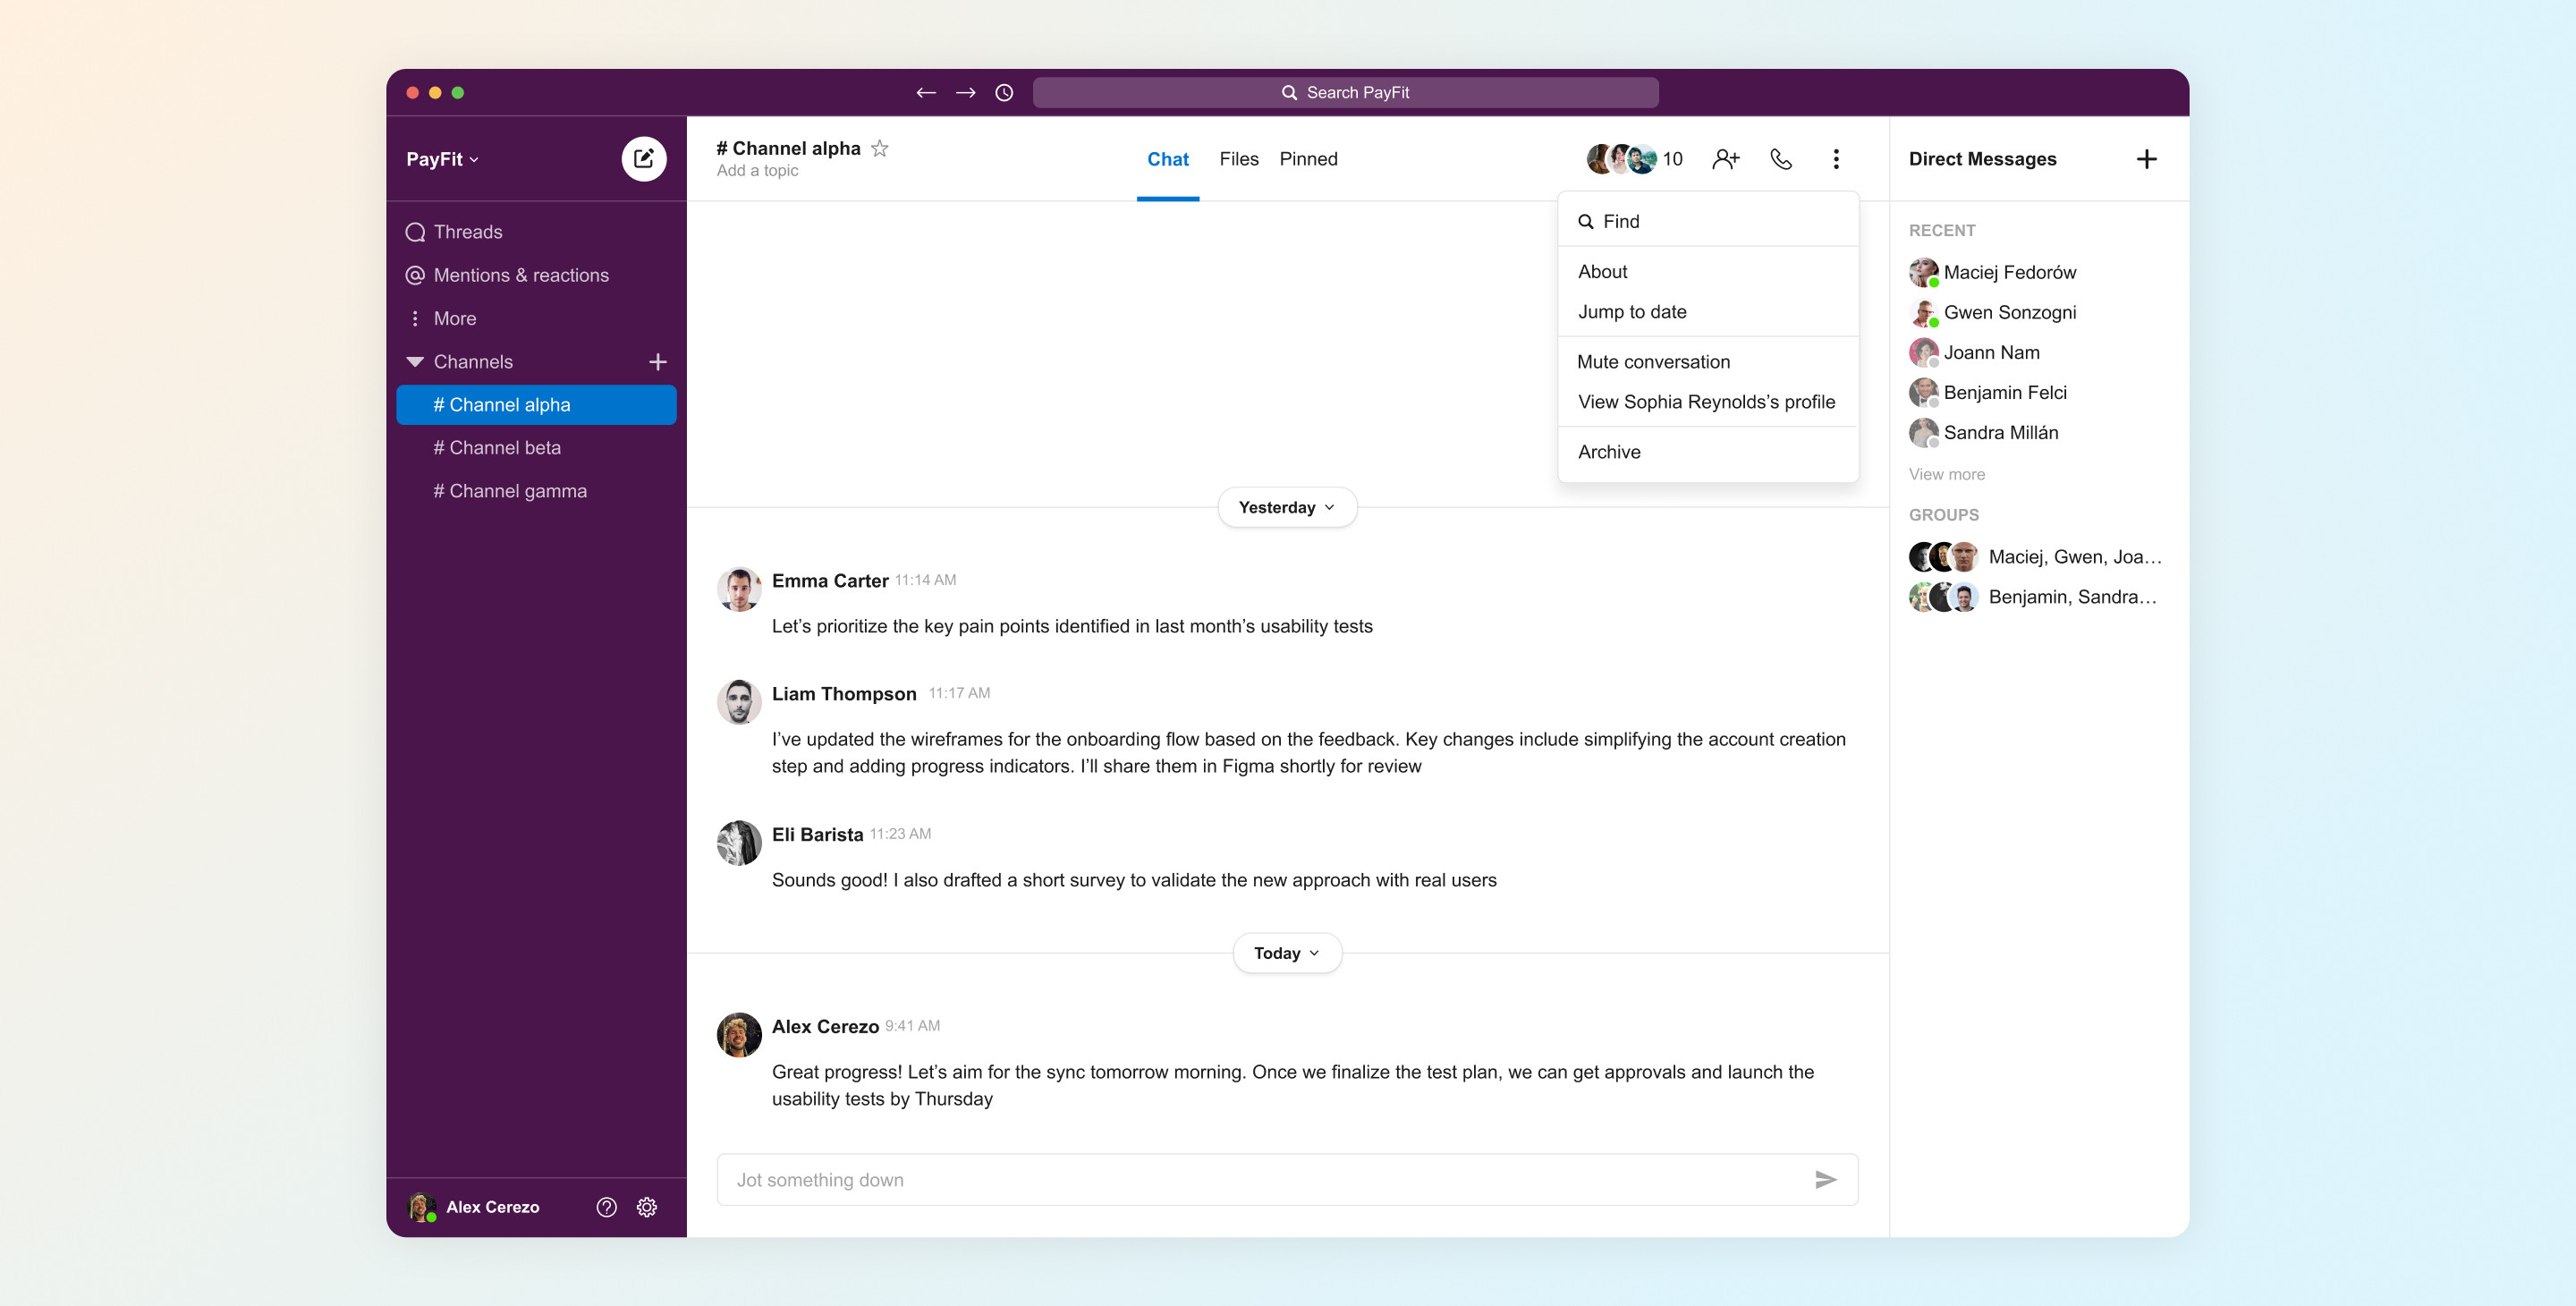 Search PayFit
PayFit
Threads
Mentions & reactions
More
Channels
# Channel alpha
# Channel beta
# Channel gamma
Alex Cerezo
# Channel alpha
Add a topic
Chat
Files
Pinned
10
Find
About
Jump to date
Mute conversation
View Sophia Reynolds’s profile
Archive
Yesterday
Emma Carter 11:14 AM
Let’s prioritize the key pain points identified in last month’s usability tests
Liam Thompson 11:17 AM
I’ve updated the wireframes for the onboarding flow based on the feedback. Key changes include simplifying the account creation
step and adding progress indicators. I’ll share them in Figma shortly for review
Eli Barista 11:23 AM
Sounds good! I also drafted a short survey to validate the new approach with real users
Today
Alex Cerezo 9:41 AM
Great progress! Let’s aim for the sync tomorrow morning. Once we finalize the test plan, we can get approvals and launch the
usability tests by Thursday
Jot something down
Direct Messages
RECENT
Maciej Fedorów
Gwen Sonzogni
Joann Nam
Benjamin Felci
Sandra Millán
View more
GROUPS
Maciej, Gwen, Joa...
Benjamin, Sandra...